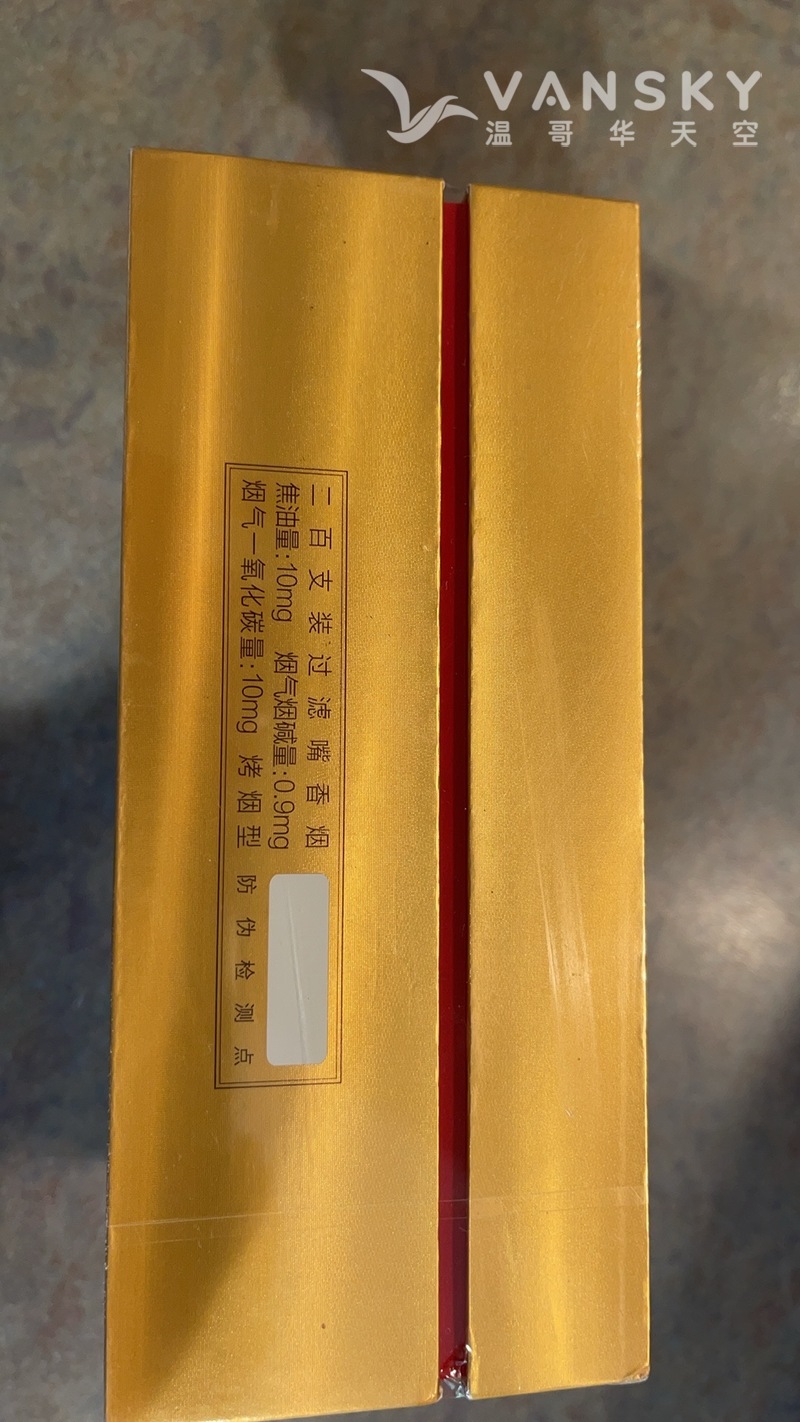 VANSKY
温哥华天空
二百支装过滤嘴香烟
焦油量:10mg 烟气烟碱量:0.9mg
烟气一氧化碳量:10mg 烤烟型 防伪检测点